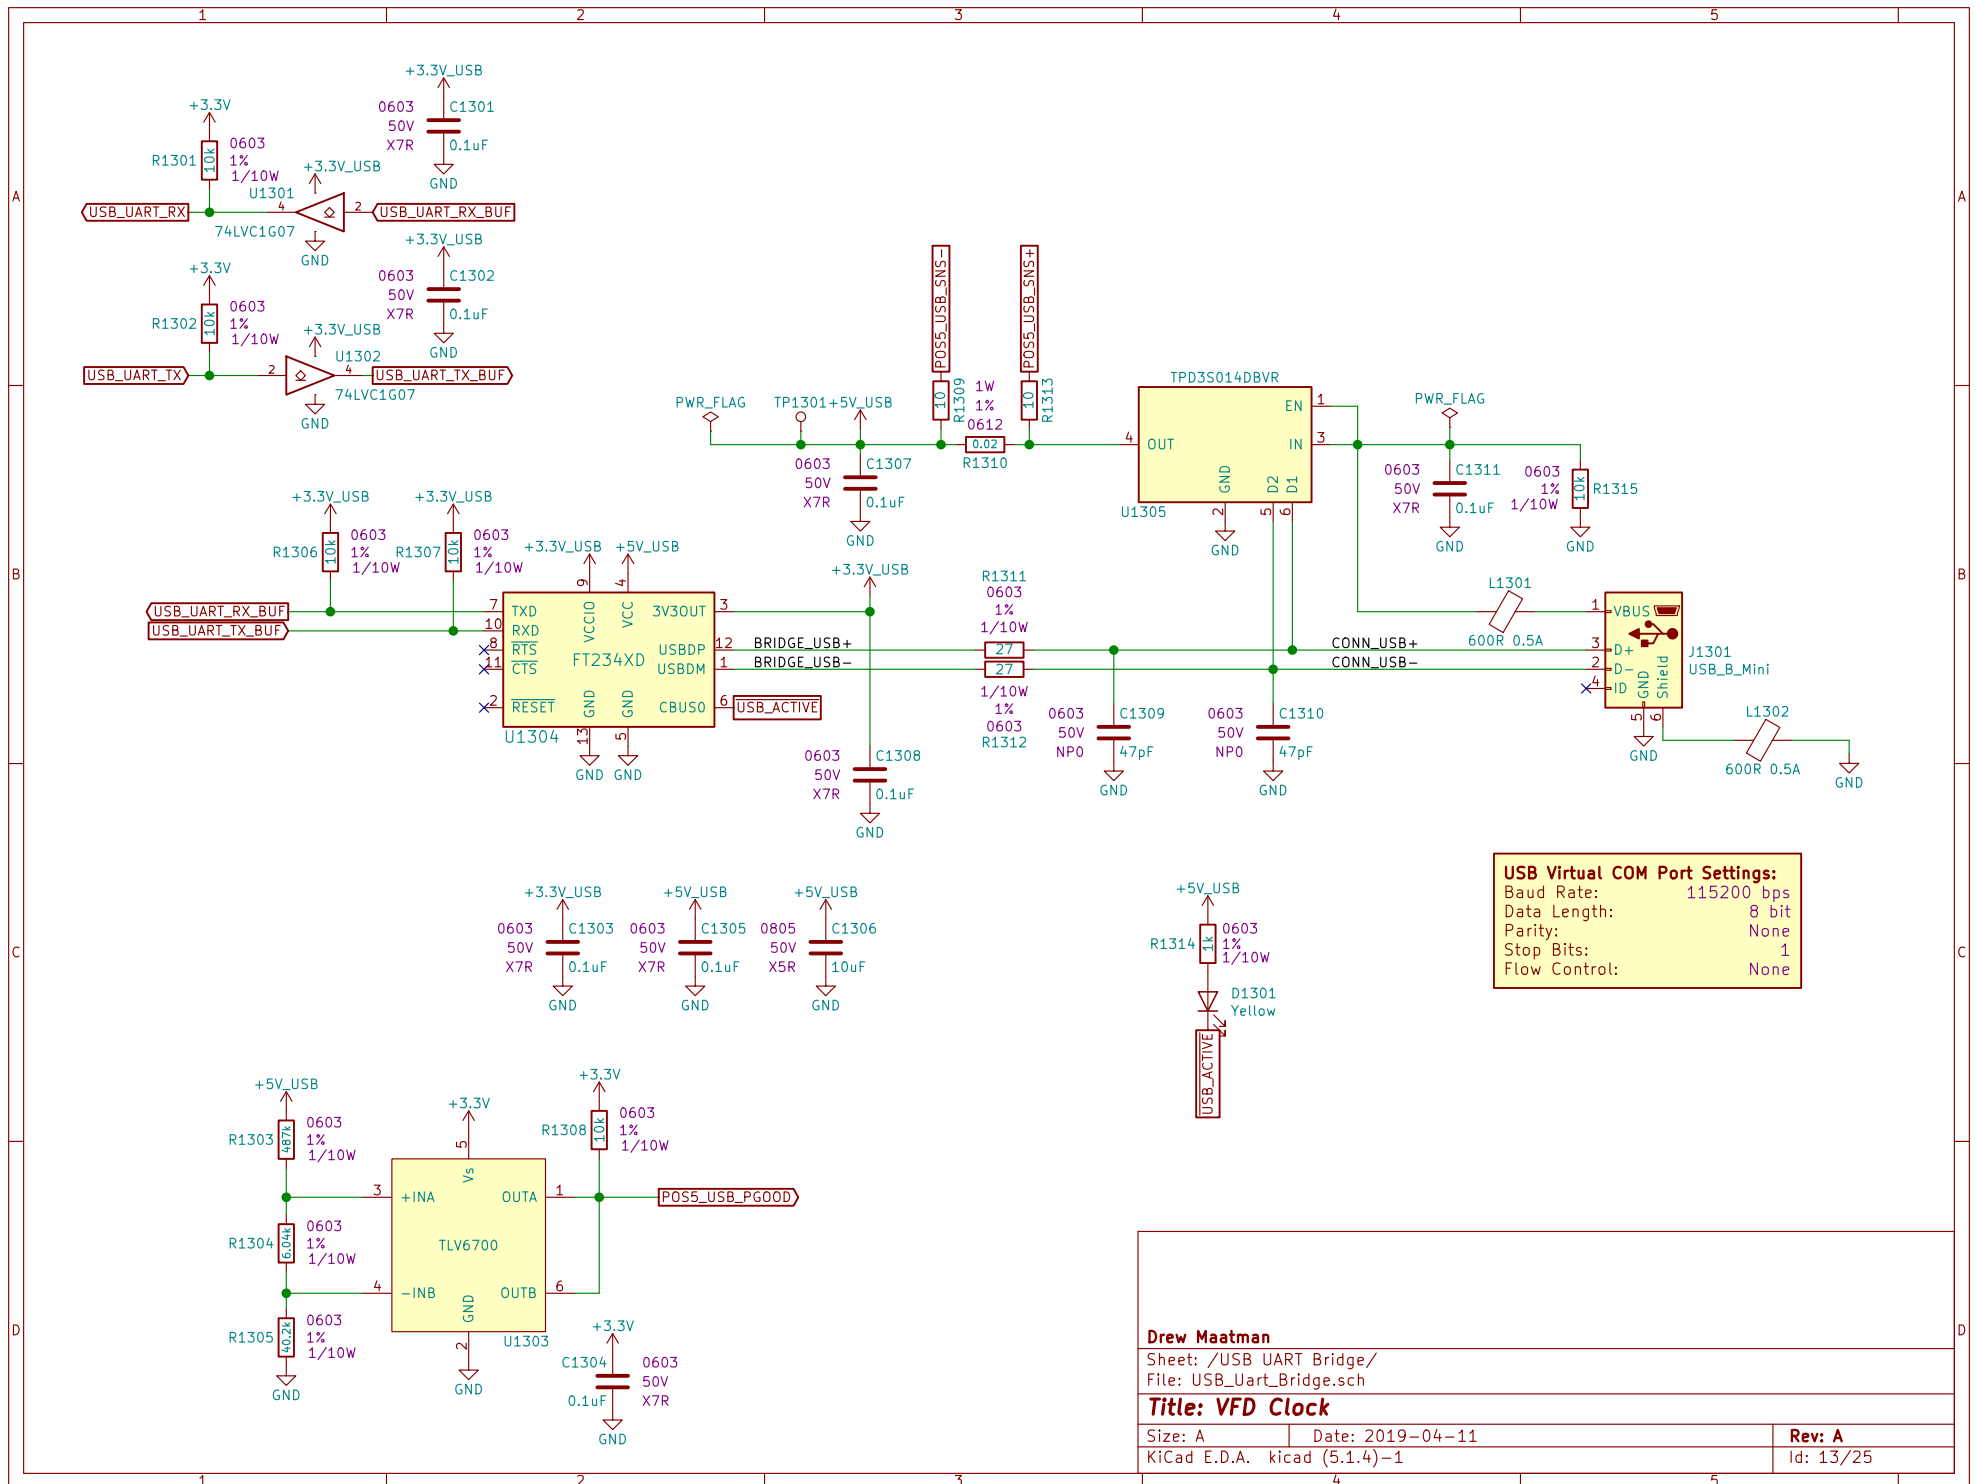 1 2 3 4 5
A
B
C
D
A
B
C
D
+3.3V
R1301
10k
0603
1%
1/10W
+3.3V_USB
C1301
0603
50V
X7R
0.1uF
GND
+3.3V_USB
U1301
USB_UART_RX
4
2
USB_UART_RX_BUF
74LVC1G07
GND
+3.3V
R1302
10k
0603
1%
1/10W
+3.3V_USB
C1302
0603
50V
X7R
0.1uF
GND
+3.3V_USB
U1302
USB_UART_TX
2
4
USB_UART_TX_BUF
74LVC1G07
GND
POS5_USB_SNS-
POS5_USB_SNS+
10
R1309
10
R1313
1W
1%
0612
0.02
R1310
PWR_FLAG
TP1301
+5V_USB
C1307
0603
50V
X7R
0.1uF
GND
TPD3S014DBVR
EN
1
4
OUT
IN
3
GND
D2
D1
2
5
6
U1305
GND
PWR_FLAG
C1311
0603
50V
X7R
0.1uF
GND
0603
1%
1/10W
10k
R1315
GND
+3.3V_USB
R1306
10k
0603
1%
1/10W
+3.3V_USB
R1307
10k
0603
1%
1/10W
+3.3V_USB
+5V_USB
9
4
USB_UART_RX_BUF
USB_UART_TX_BUF
7
TXD
10
RXD
8
RTS
11
CTS
2
RESET
VCCIO
VCC
FT234XD
3V3OUT
3
USBDP
12
USBDM
1
CBUS0
6
USB_ACTIVE
GND
GND
13
5
U1304
GND
GND
+3.3V_USB
BRIDGE_USB+
BRIDGE_USB-
C1308
0603
50V
X7R
0.1uF
GND
R1311
0603
1%
1/10W
27
27
1/10W
1%
0603
R1312
C1309
0603
50V
NP0
47pF
GND
C1310
0603
50V
NP0
47pF
GND
CONN_USB+
CONN_USB-
L1301
600R 0.5A
1
VBUS
3
D+
2
D-
4
ID
GND
Shield
5
6
J1301
USB_B_Mini
GND
L1302
600R 0.5A
GND
+3.3V_USB
C1303
0603
50V
X7R
0.1uF
GND
+5V_USB
C1305
0603
50V
X7R
0.1uF
GND
+5V_USB
C1306
0805
50V
X5R
10uF
GND
+5V_USB
R1314
1k
0603
1%
1/10W
D1301
Yellow
USB_ACTIVE
USB Virtual COM Port Settings:
Baud Rate: 115200 bps
Data Length: 8 bit
Parity: None
Stop Bits: 1
Flow Control: None
+5V_USB
R1303
487k
0603
1%
1/10W
R1304
6.04k
0603
1%
1/10W
R1305
40.2k
0603
1%
1/10W
GND
+3.3V
5
Vs
3
+INA
OUTA
1
TLV6700
4
-INB
OUTB
6
GND
2
U1303
GND
+3.3V
R1308
10k
0603
1%
1/10W
POS5_USB_PGOOD
+3.3V
C1304
0603
50V
X7R
0.1uF
GND
Drew Maatman
Sheet: /USB UART Bridge/
File: USB_Uart_Bridge.sch
Title: VFD Clock
Size: A Date: 2019-04-11 Rev: A
KiCad E.D.A. kicad (5.1.4)-1 Id: 13/25
1 2 3 4 5